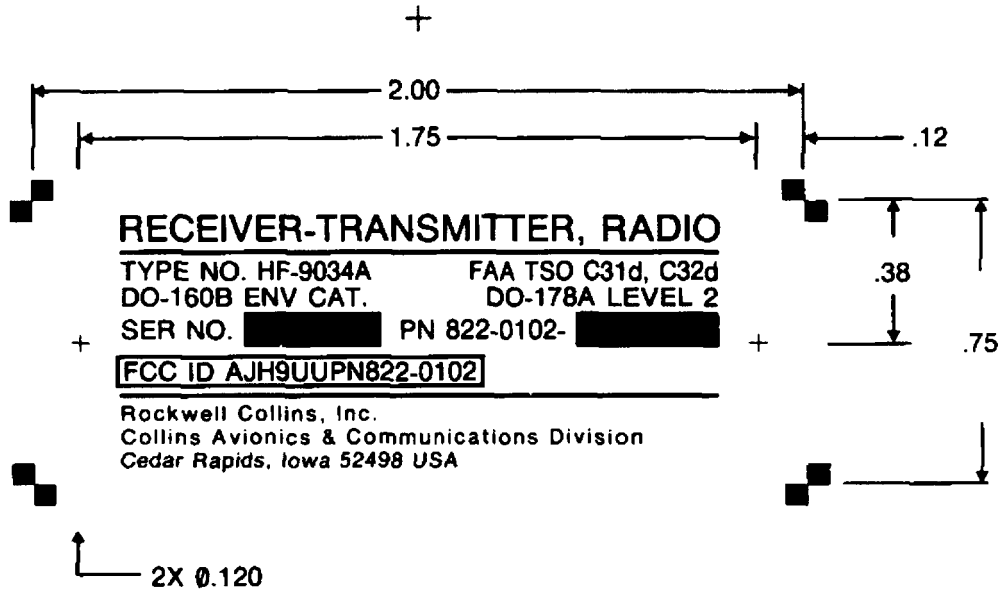 2.00
1.75
.12
RECEIVER-TRANSMITTER, RADIO
TYPE NO. HF-9034A FAA TSO C31d, C32d
DO-160B ENV CAT. DO-178A LEVEL 2
.38
SER NO. PN 822-0102-
.75
FCC ID AJH9UUPN822-0102
Rockwell Collins, Inc.
Collins Avionics & Communications Division
Cedar Rapids, Iowa 52498 USA
2X Ø.120